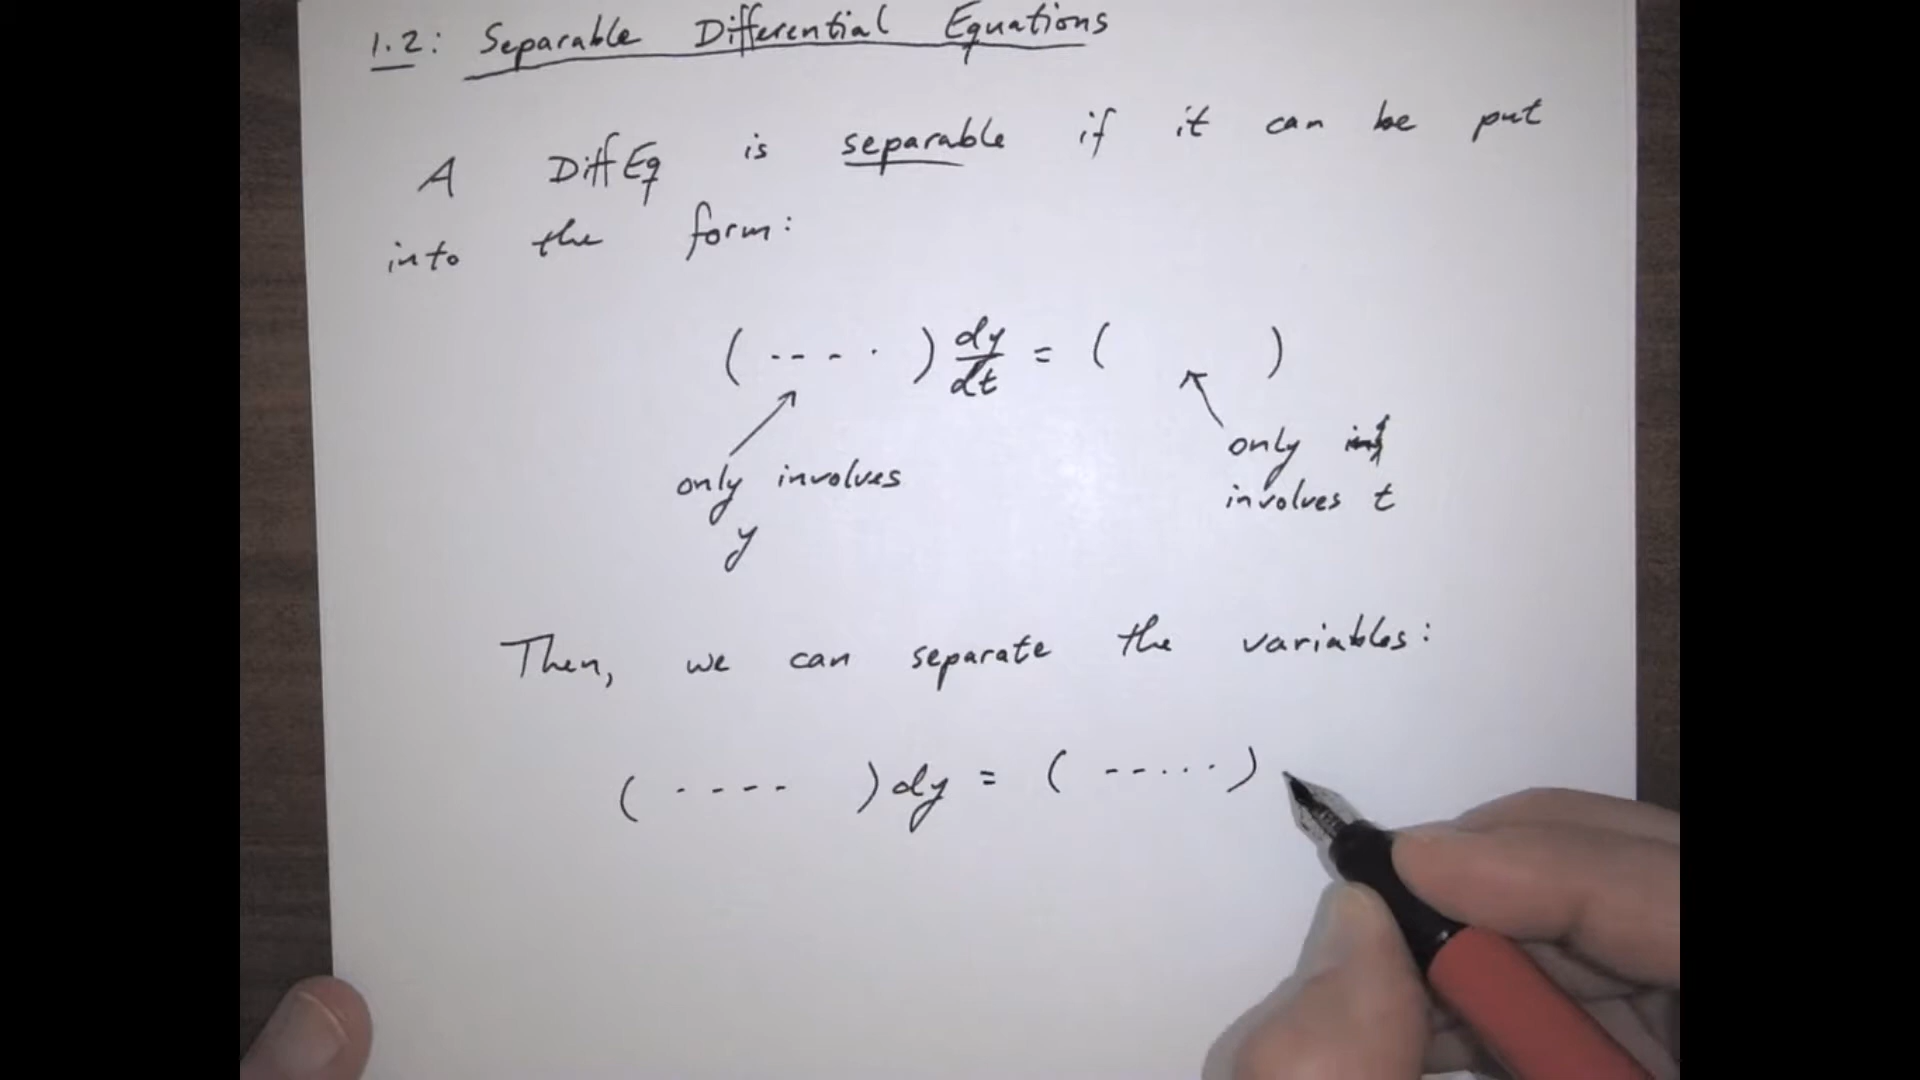 1.2: Separable Differential Equations
A DiffEq is separable if it can be put
into the form:
( ---- · ) dy/dt = ( )
only involves
y
only
involves t
Then, we can separate the variables:
( · - - - - ) dy = ( - - · · · )